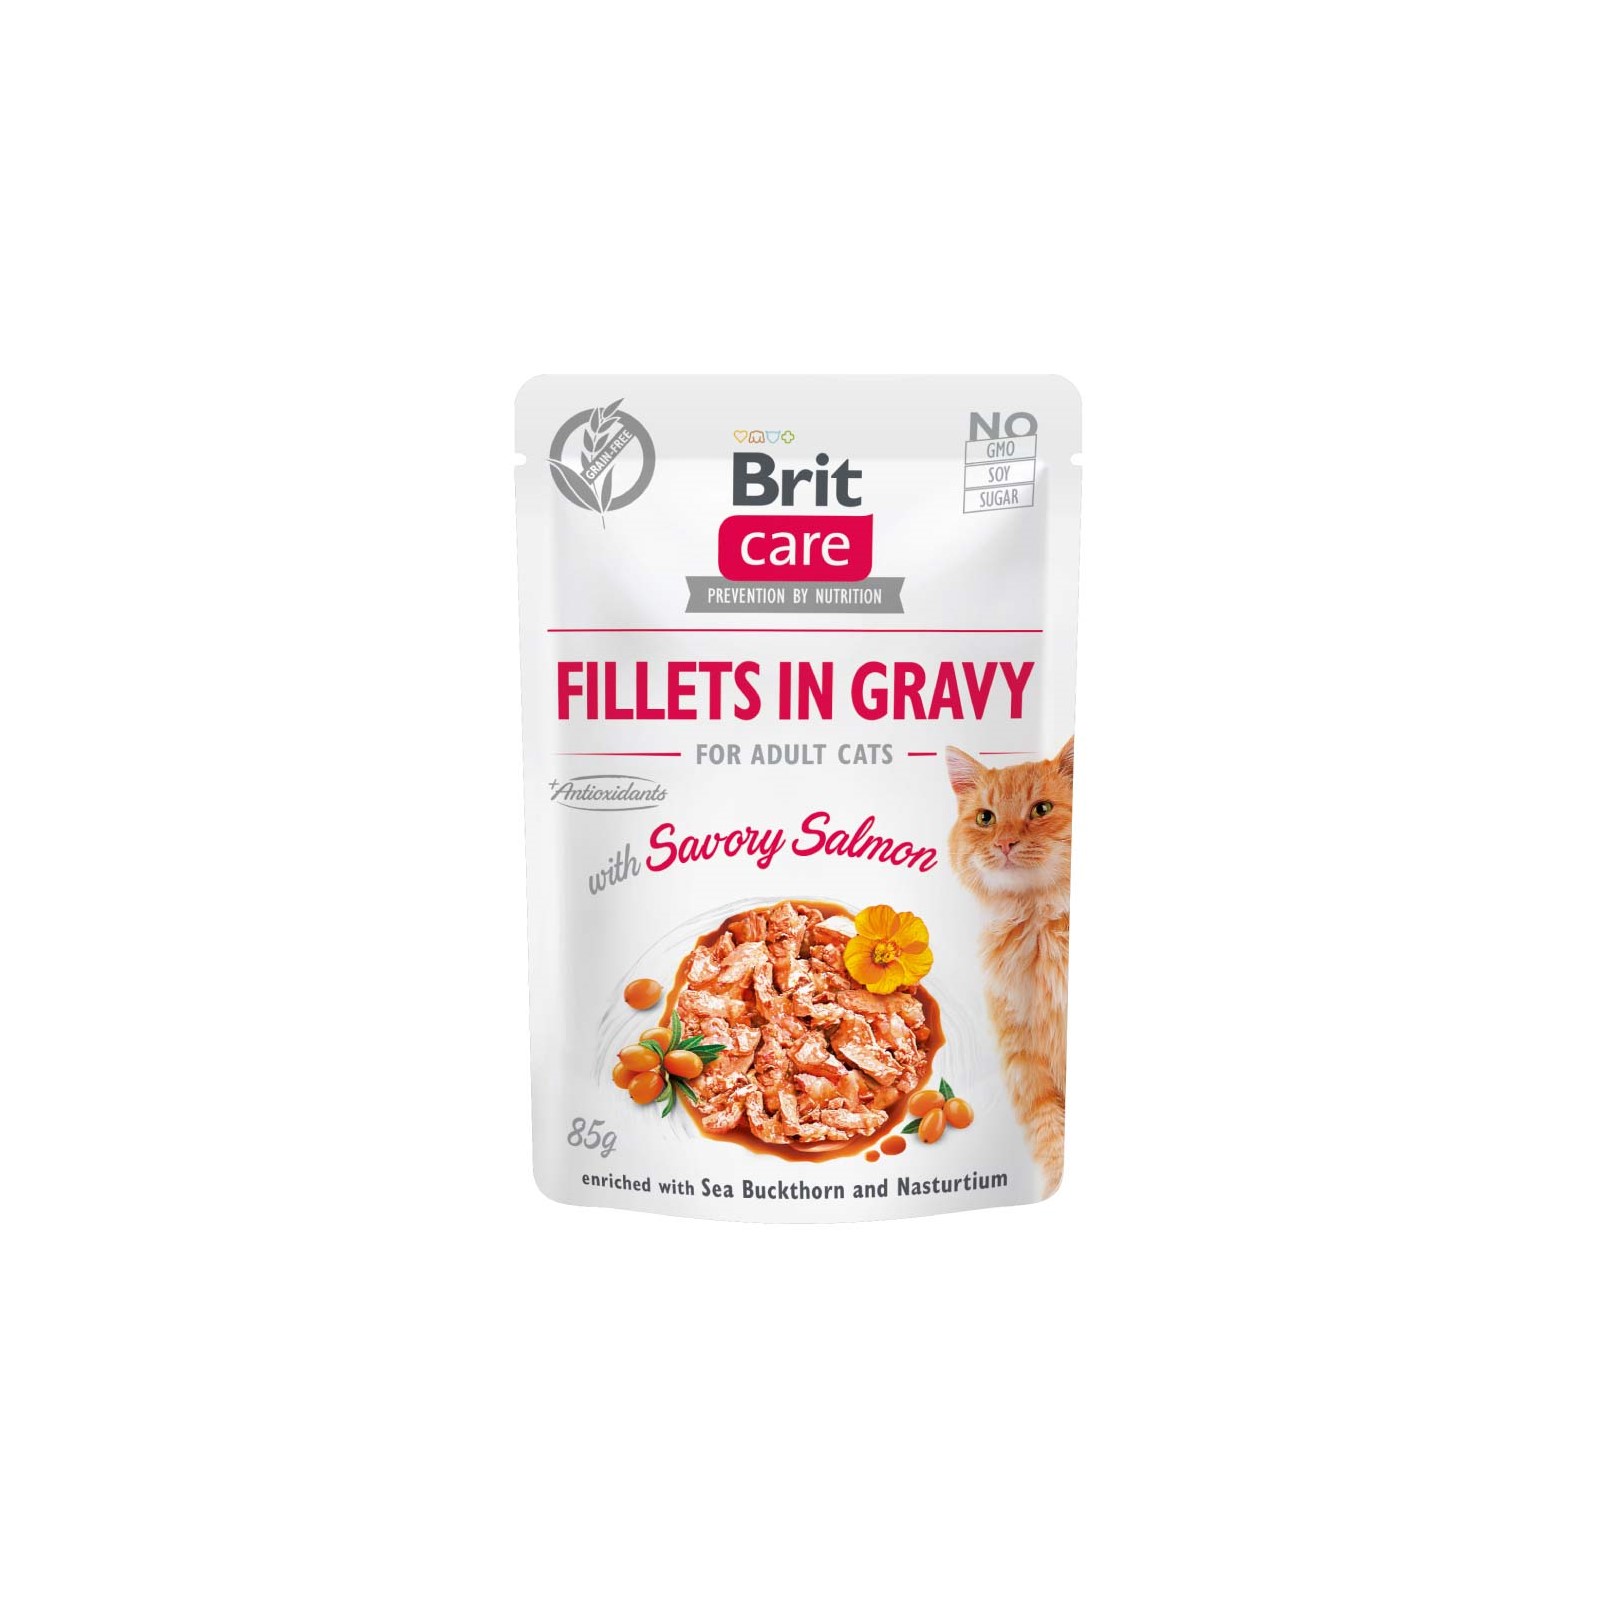 GRAIN-FREE
NO
GMO
SOY
SUGAR
Brit
care
PREVENTION BY NUTRITION
FILLETS IN GRAVY
FOR ADULT CATS
+Antioxidants
with Savory Salmon
85g
enriched with Sea Buckthorn and Nasturtium